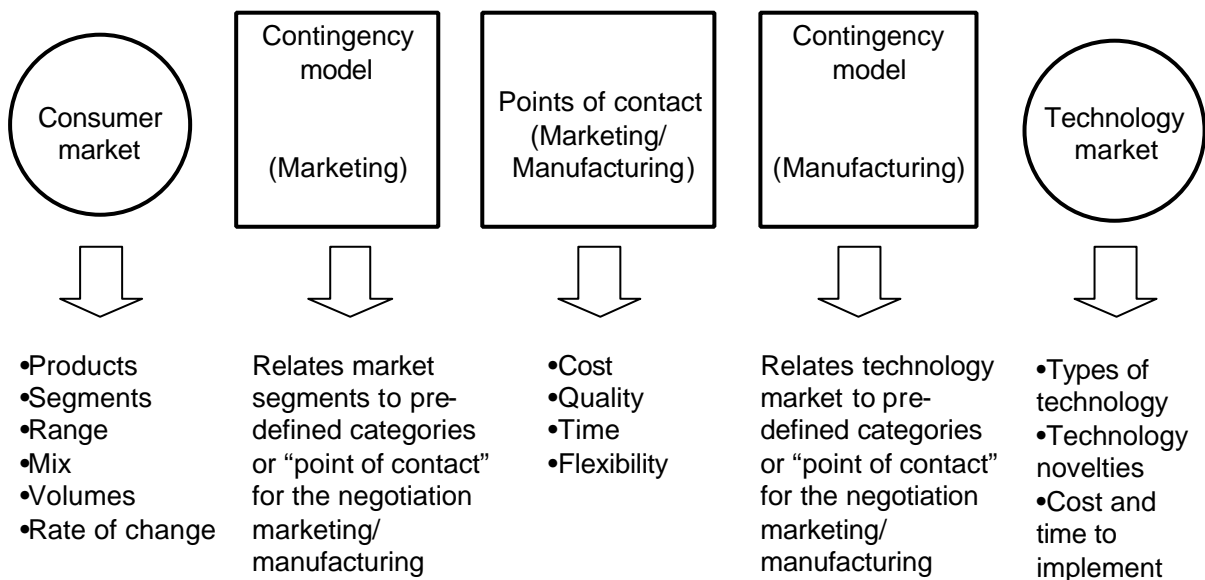 Consumer
market
Contingency
model
(Marketing)
Points of contact
(Marketing/
Manufacturing)
Contingency
model
(Manufacturing)
Technology
market
•Products
•Segments
•Range
•Mix
•Volumes
•Rate of change
Relates market
segments to pre-
defined categories
or “point of contact”
for the negotiation
marketing/
manufacturing
•Cost
•Quality
•Time
•Flexibility
Relates technology
market to pre-
defined categories
or “point of contact”
for the negotiation
marketing/
manufacturing
•Types of
technology
•Technology
novelties
•Cost and
time to
implement